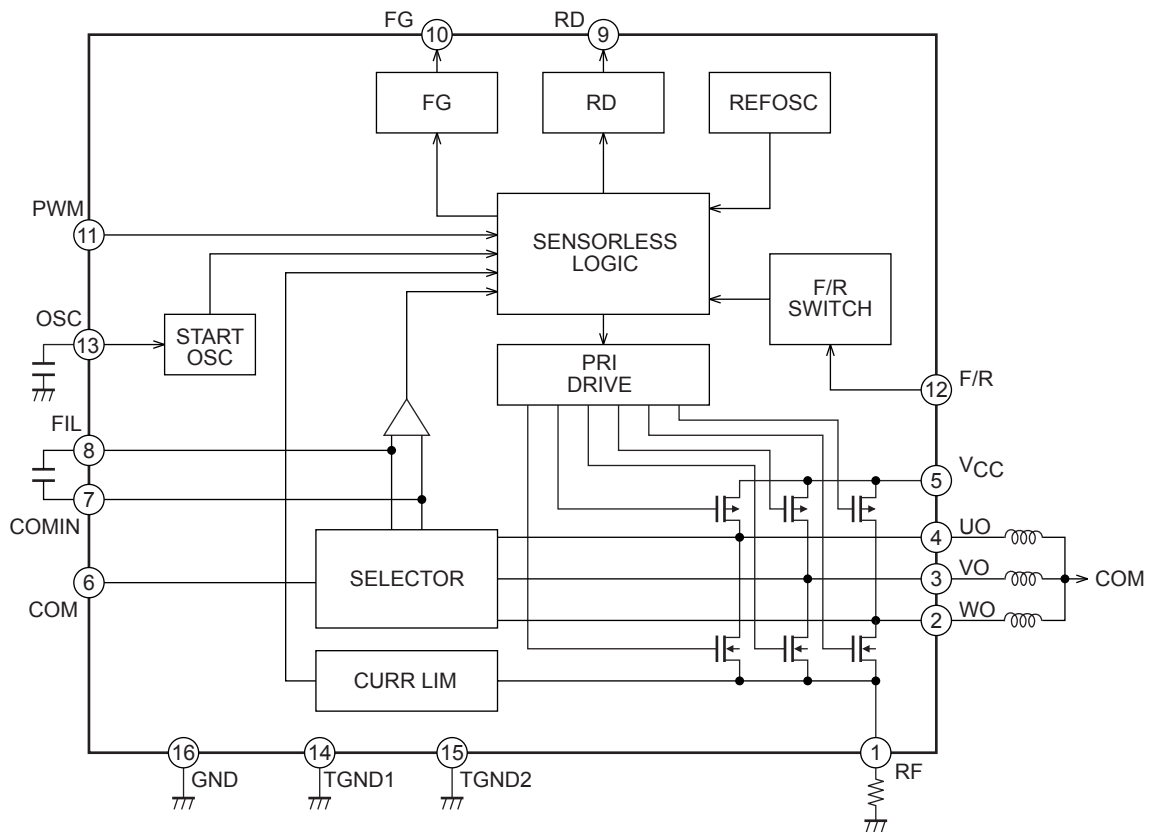 FG
10
RD
9
FG
RD
REFOSC
PWM
11
SENSORLESS
LOGIC
F/R
SWITCH
OSC
13
START
OSC
PRI
DRIVE
12
F/R
FIL
8
7
COMIN
VCC
5
4
UO
SELECTOR
6
COM
3
VO
COM
2
WO
CURR LIM
16
GND
14
TGND1
15
TGND2
1
RF